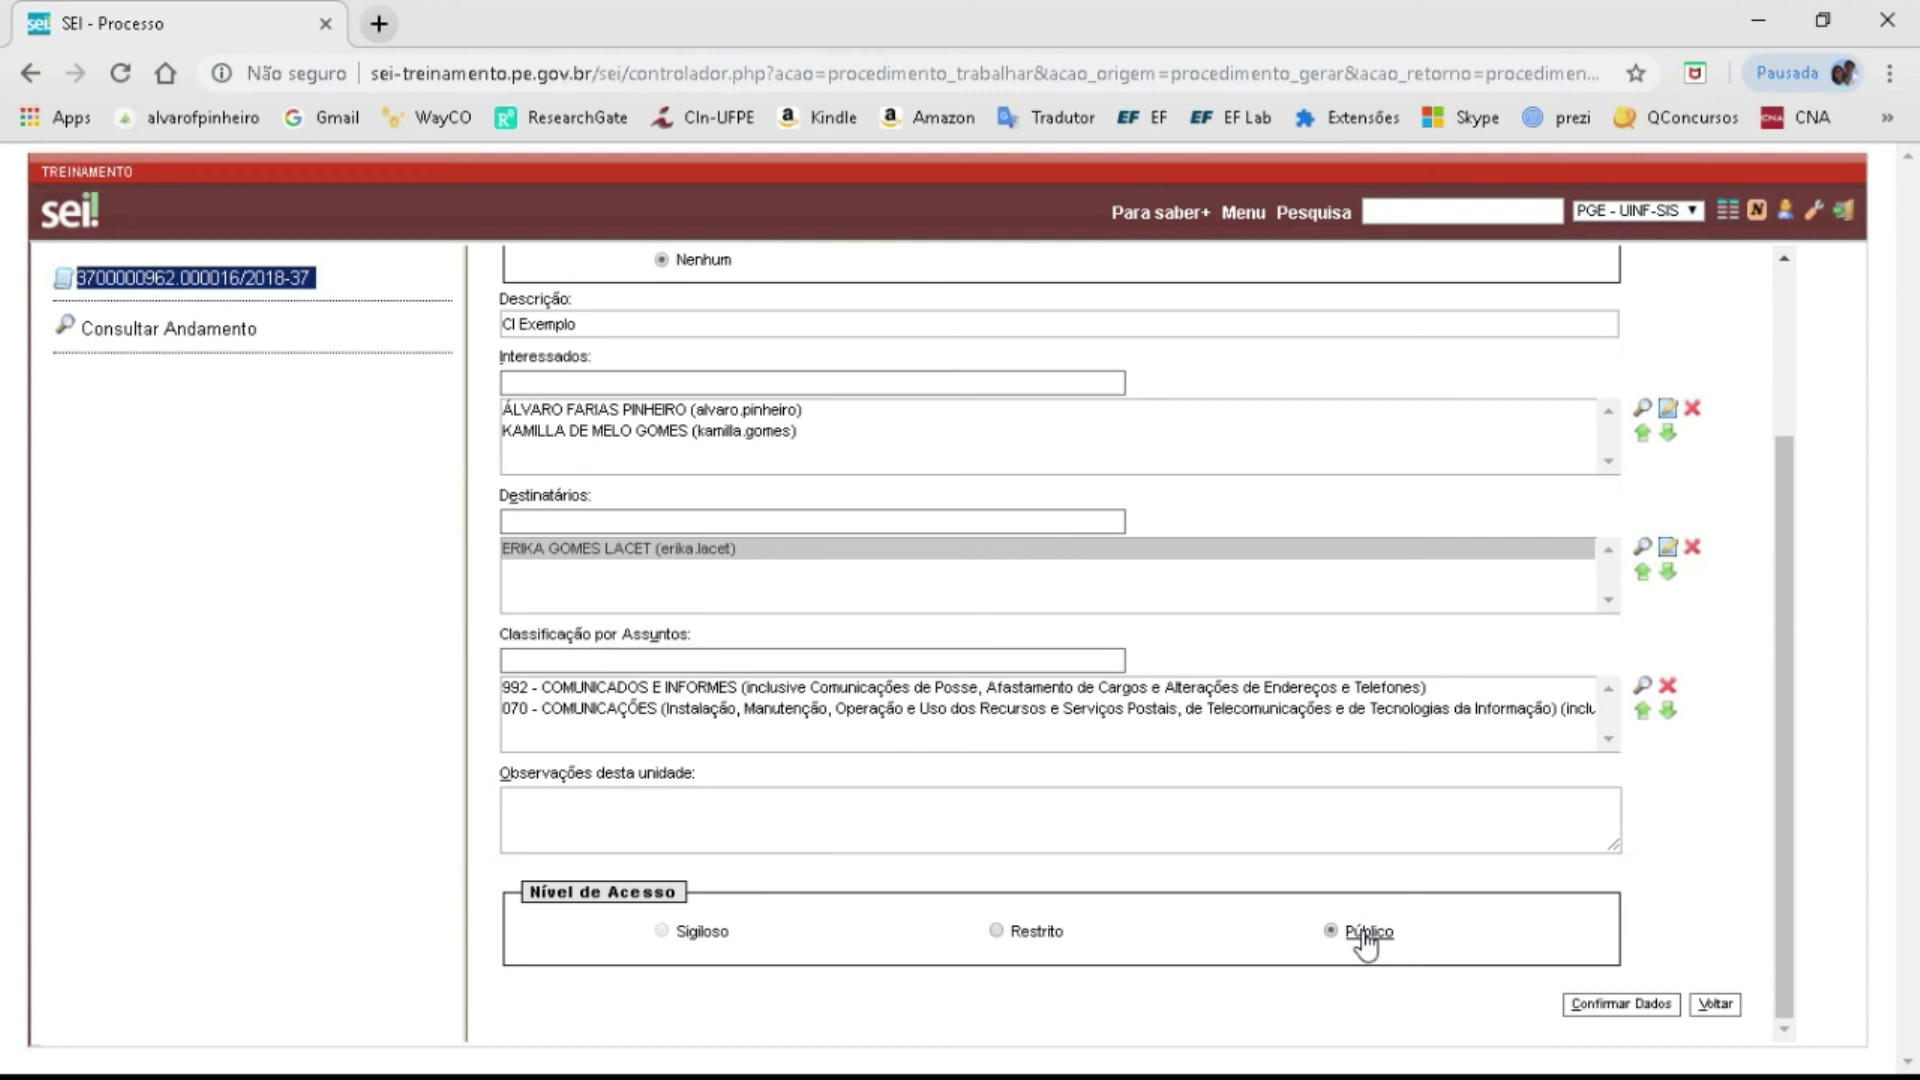 SEI - Processo
Não seguro | sei-treinamento.pe.gov.br/sei/controlador.php?acao=procedimento_trabalhar&acao_origem=procedimento_gerar&acao_retorno=procedimen...
Pausada
Apps alvarofpinheiro Gmail WayCO ResearchGate CIn-UFPE Kindle Amazon Tradutor EF EF EF EF Lab Extensões Skype prezi QConcursos CNA »
TREINAMENTO
sei!
Para saber+ Menu Pesquisa PGE - UINF-SIS
3700000962.000016/2018-37
Consultar Andamento
Nenhum
Descrição:
CI Exemplo
Interessados:
ÁLVARO FARIAS PINHEIRO (alvaro.pinheiro)
KAMILLA DE MELO GOMES (kamilla.gomes)
Destinatários:
ERIKA GOMES LACET (erika.lacet)
Classificação por Assuntos:
992 - COMUNICADOS E INFORMES (inclusive Comunicações de Posse, Afastamento de Cargos e Alterações de Endereços e Telefones)
070 - COMUNICAÇÕES (Instalação, Manutenção, Operação e Uso dos Recursos e Serviços Postais, de Telecomunicações e de Tecnologias da Informação) (inclu
Observações desta unidade:
Nível de Acesso
Sigiloso Restrito Público
Confirmar Dados Voltar